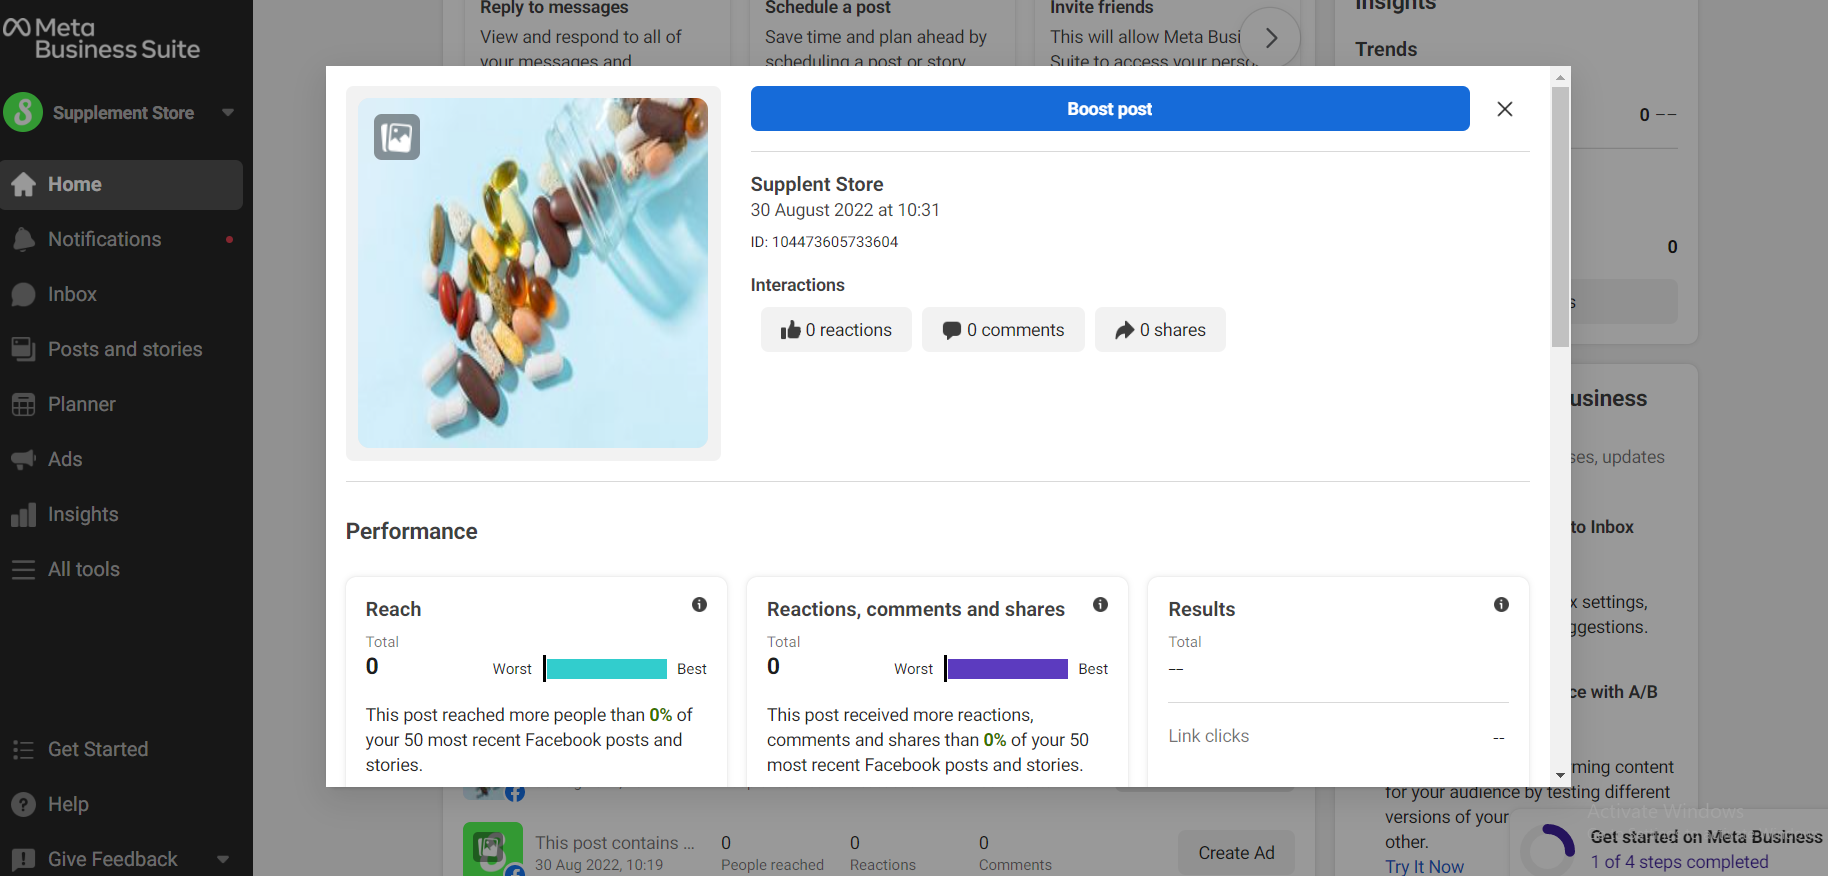 Meta
Business Suite
Supplement Store
Home
Notifications
Inbox
Posts and stories
Planner
Ads
Insights
All tools
Get Started
Help
Give Feedback
Reply to messages
View and respond to all of
your messages and
Schedule a post
Save time and plan ahead by
scheduling a post or story
Invite friends
This will allow Meta Busi
Suite to access your perso
Insights
Trends
0 --
0
s
Boost post
Supplent Store
30 August 2022 at 10:31
ID: 104473605733604
Interactions
0 reactions
0 comments
0 shares
Performance
Reach
Total
0
Worst
Best
This post reached more people than 0% of
your 50 most recent Facebook posts and
stories.
Reactions, comments and shares
Total
0
Worst
Best
This post received more reactions,
comments and shares than 0% of your 50
most recent Facebook posts and stories.
Results
Total
--
Link clicks
--
usiness
ses, updates
to Inbox
x settings,
ggestions.
ce with A/B
rming content
for your audience by testing different
versions of your
other.
Try It Now
This post contains ...
30 Aug 2022, 10:19
0
People reached
0
Reactions
0
Comments
Create Ad
Activate Windows
Get started on Meta Business
1 of 4 steps completed